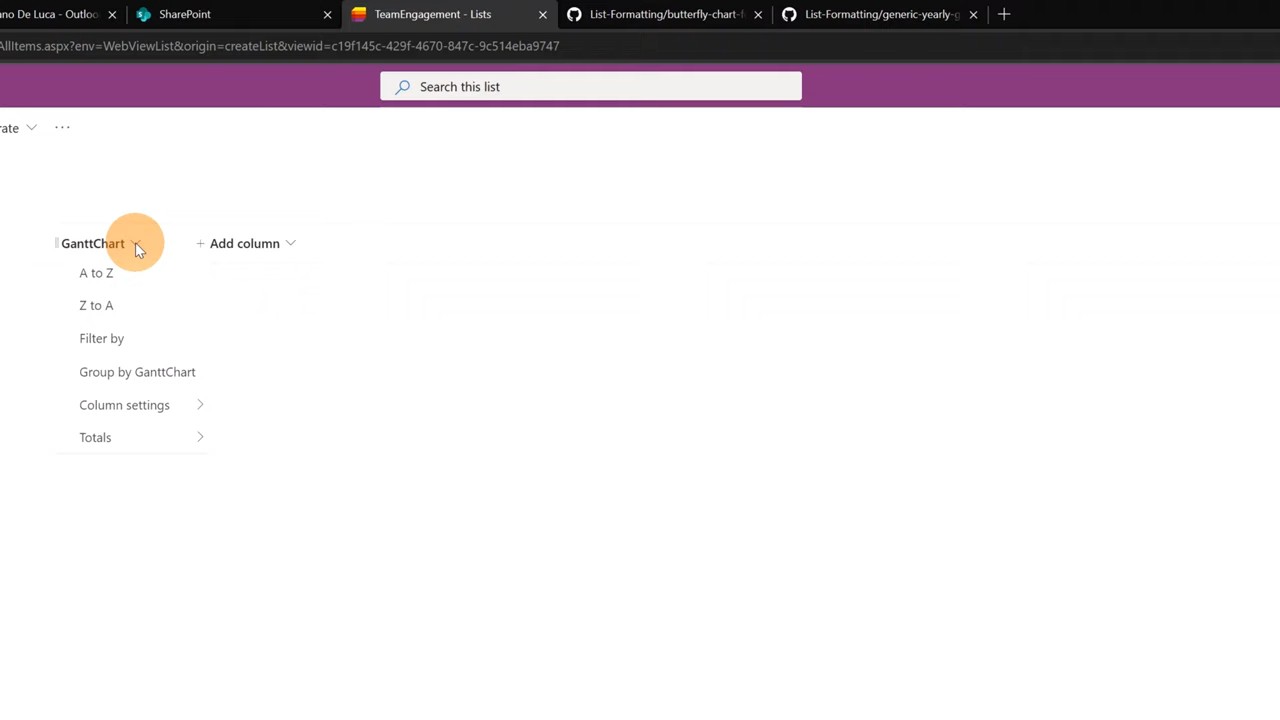 ano De Luca - Outloo
SharePoint
TeamEngagement - Lists
List-Formatting/butterfly-chart-f
List-Formatting/generic-yearly-g
AllItems.aspx?env=WebViewList&origin=createList&viewid=c19f145c-429f-4670-847c-9c514eba9747
Search this list
rate
GanttChart
Add column
A to Z
Z to A
Filter by
Group by GanttChart
Column settings
Totals